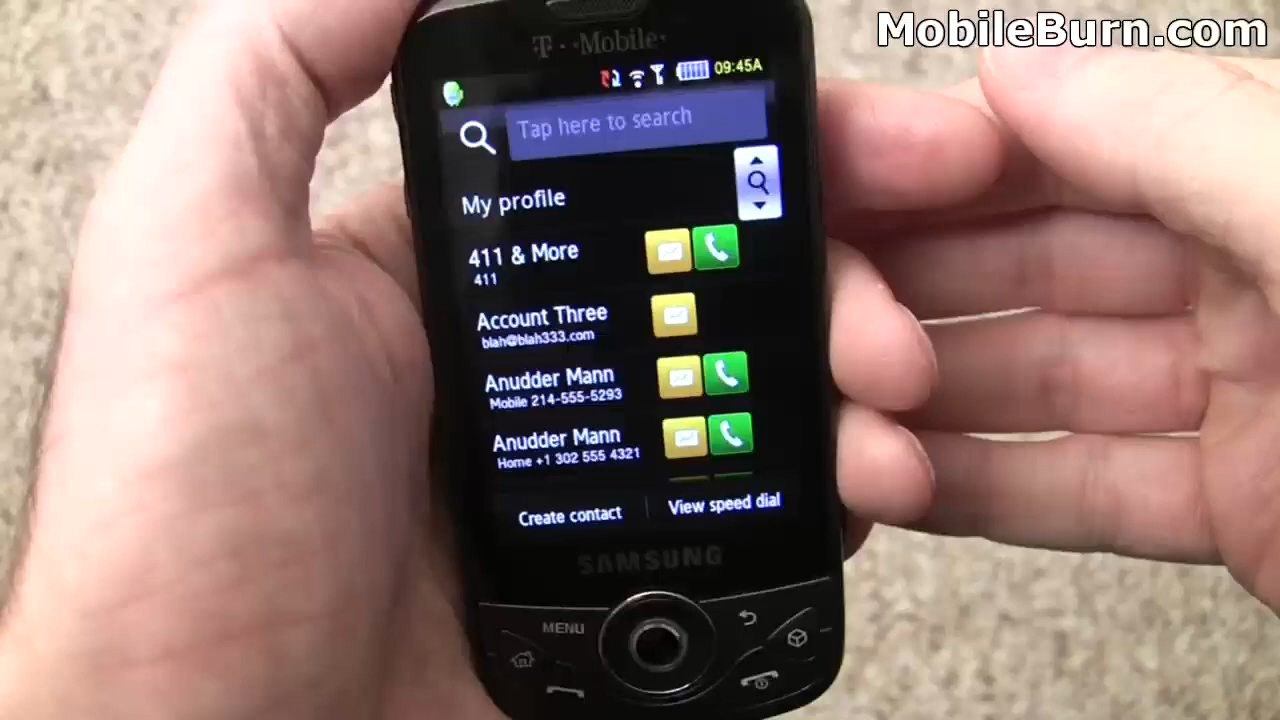 MobileBurn.com
T-Mobile
09:45A
Tap here to search
My profile
411 & More
411
Account Three
blah@blah333.com
Anudder Mann
Mobile 214-555-5293
Anudder Mann
Home +1 302 555 4321
Create contact
View speed dial
SAMSUNG
MENU